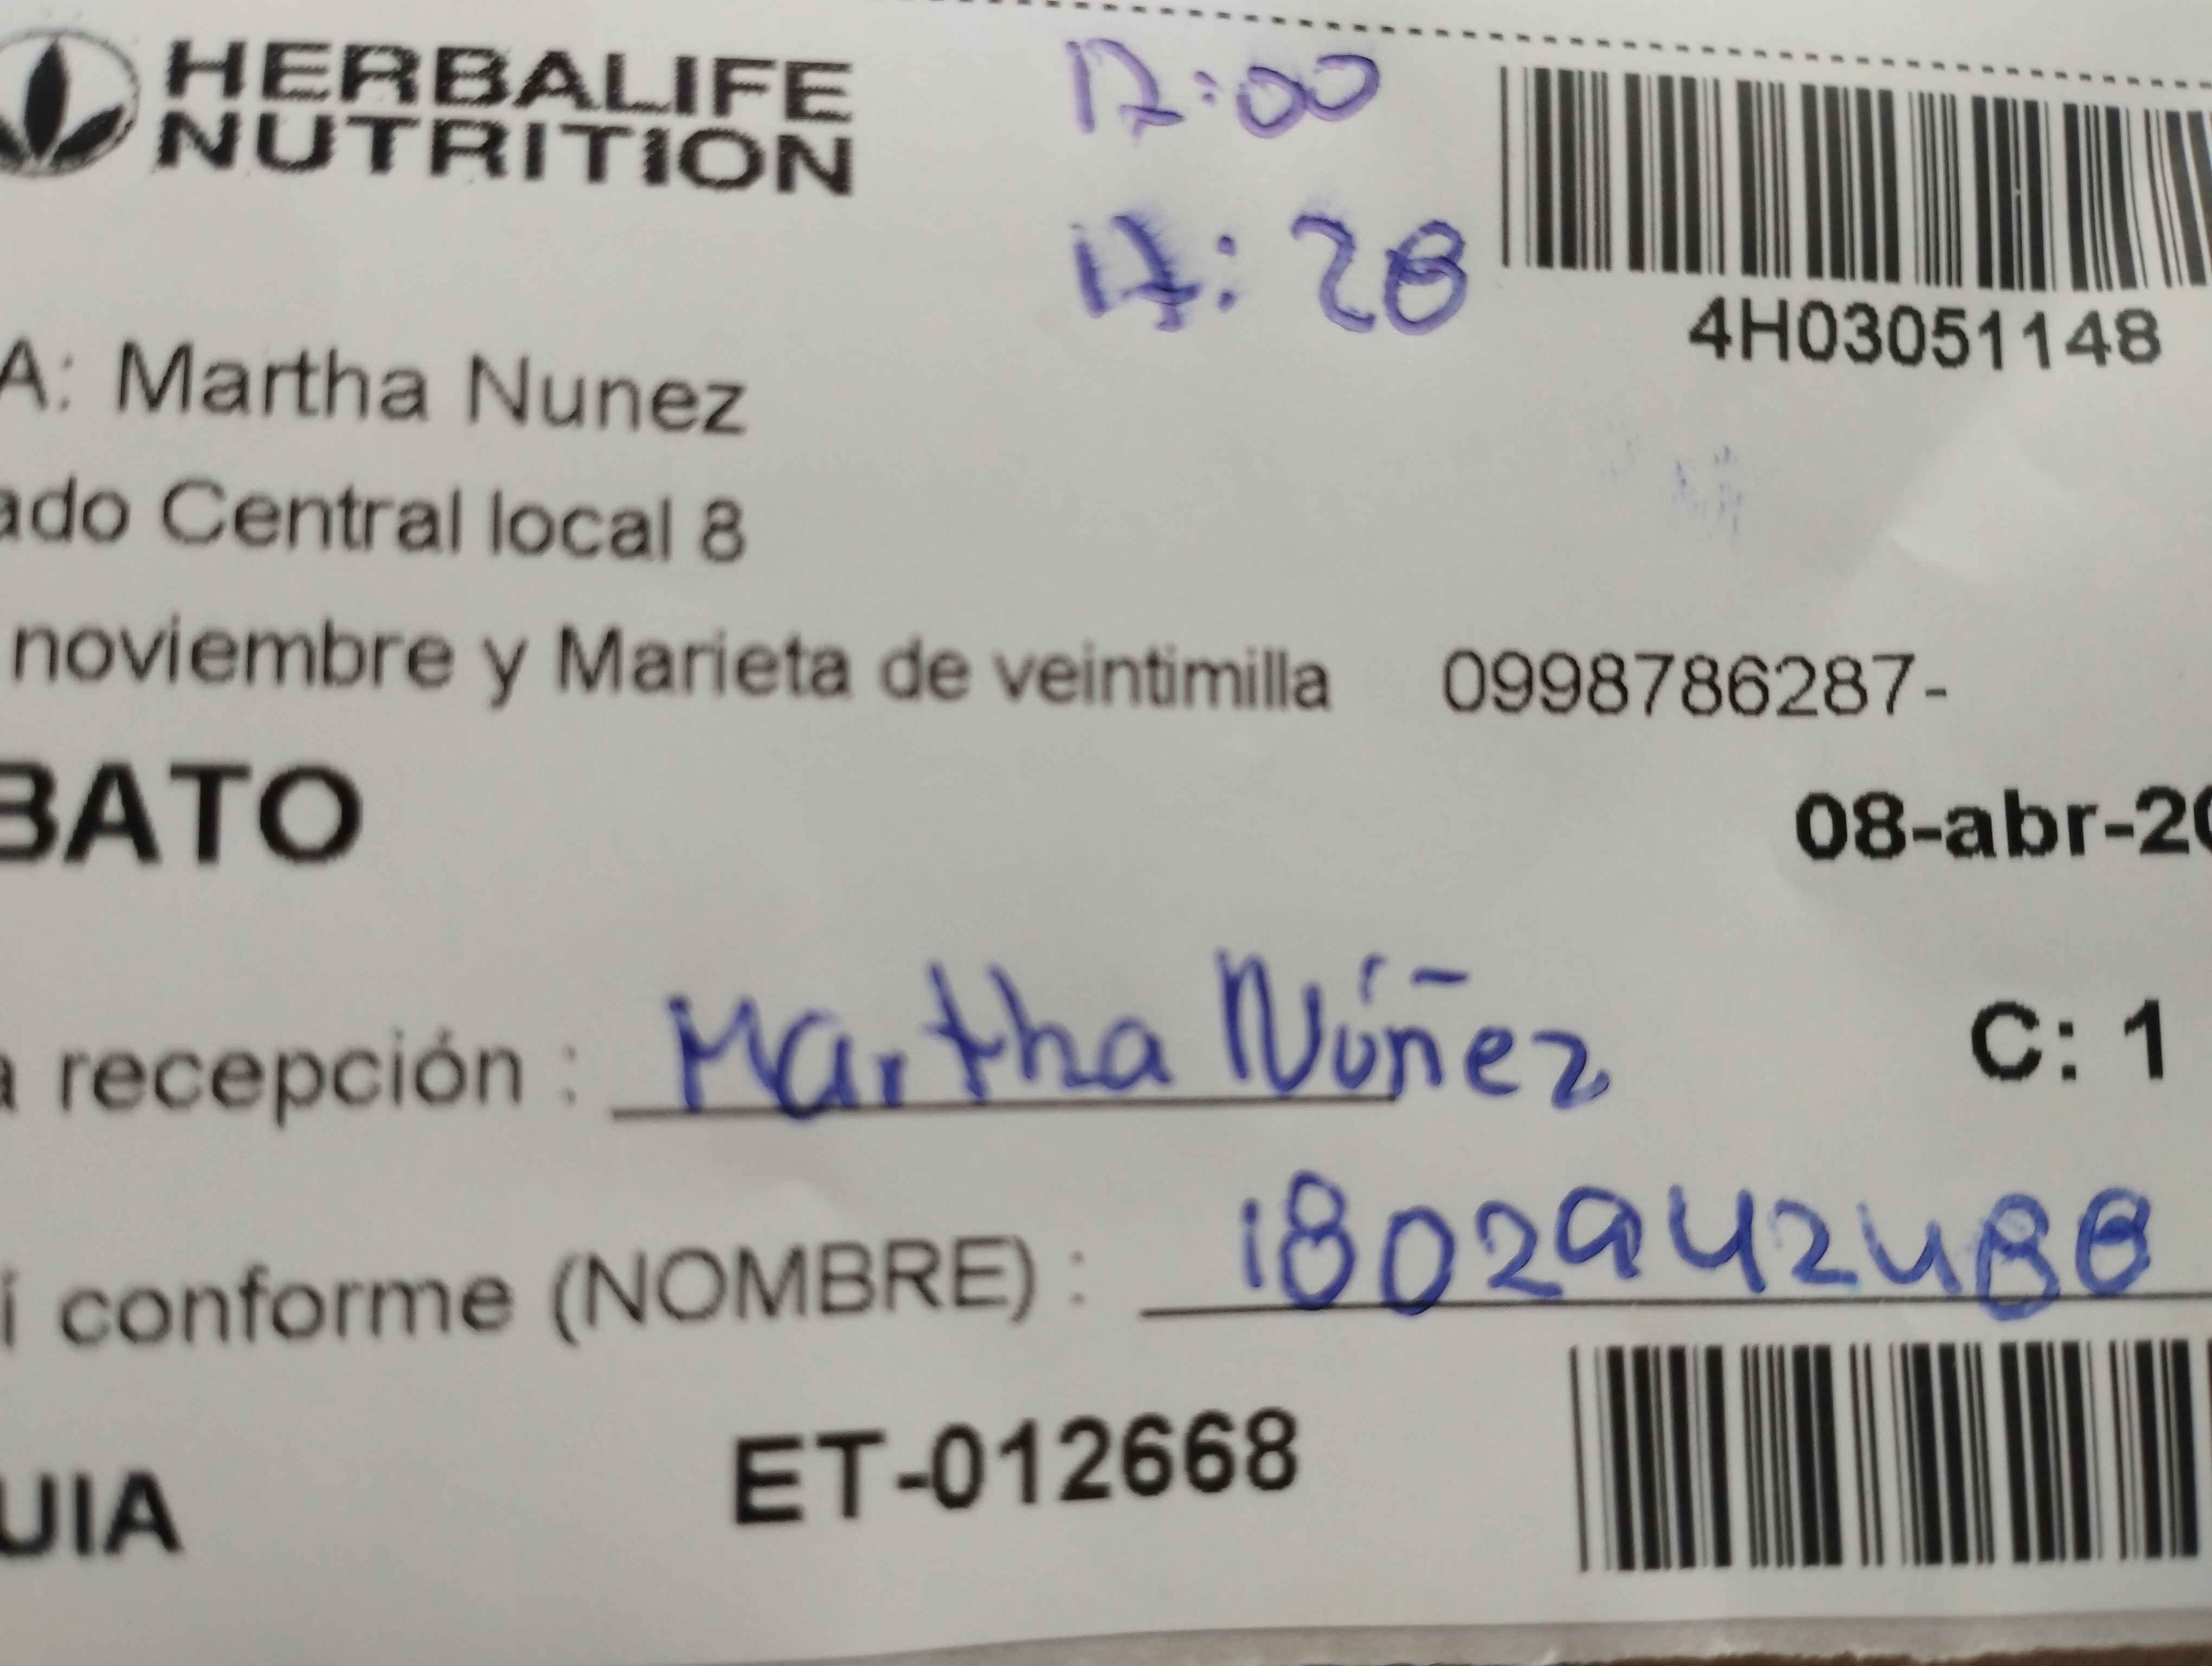 HERBALIFE
NUTRITION
17:00
17:28
4H03051148
A: Martha Nunez
ado Central local 8
noviembre y Marieta de veintimilla 0998786287-
BATO
08-abr-20
a recepción : Martha Núñez
C: 1
í conforme (NOMBRE) : 1802942488
UIA
ET-012668